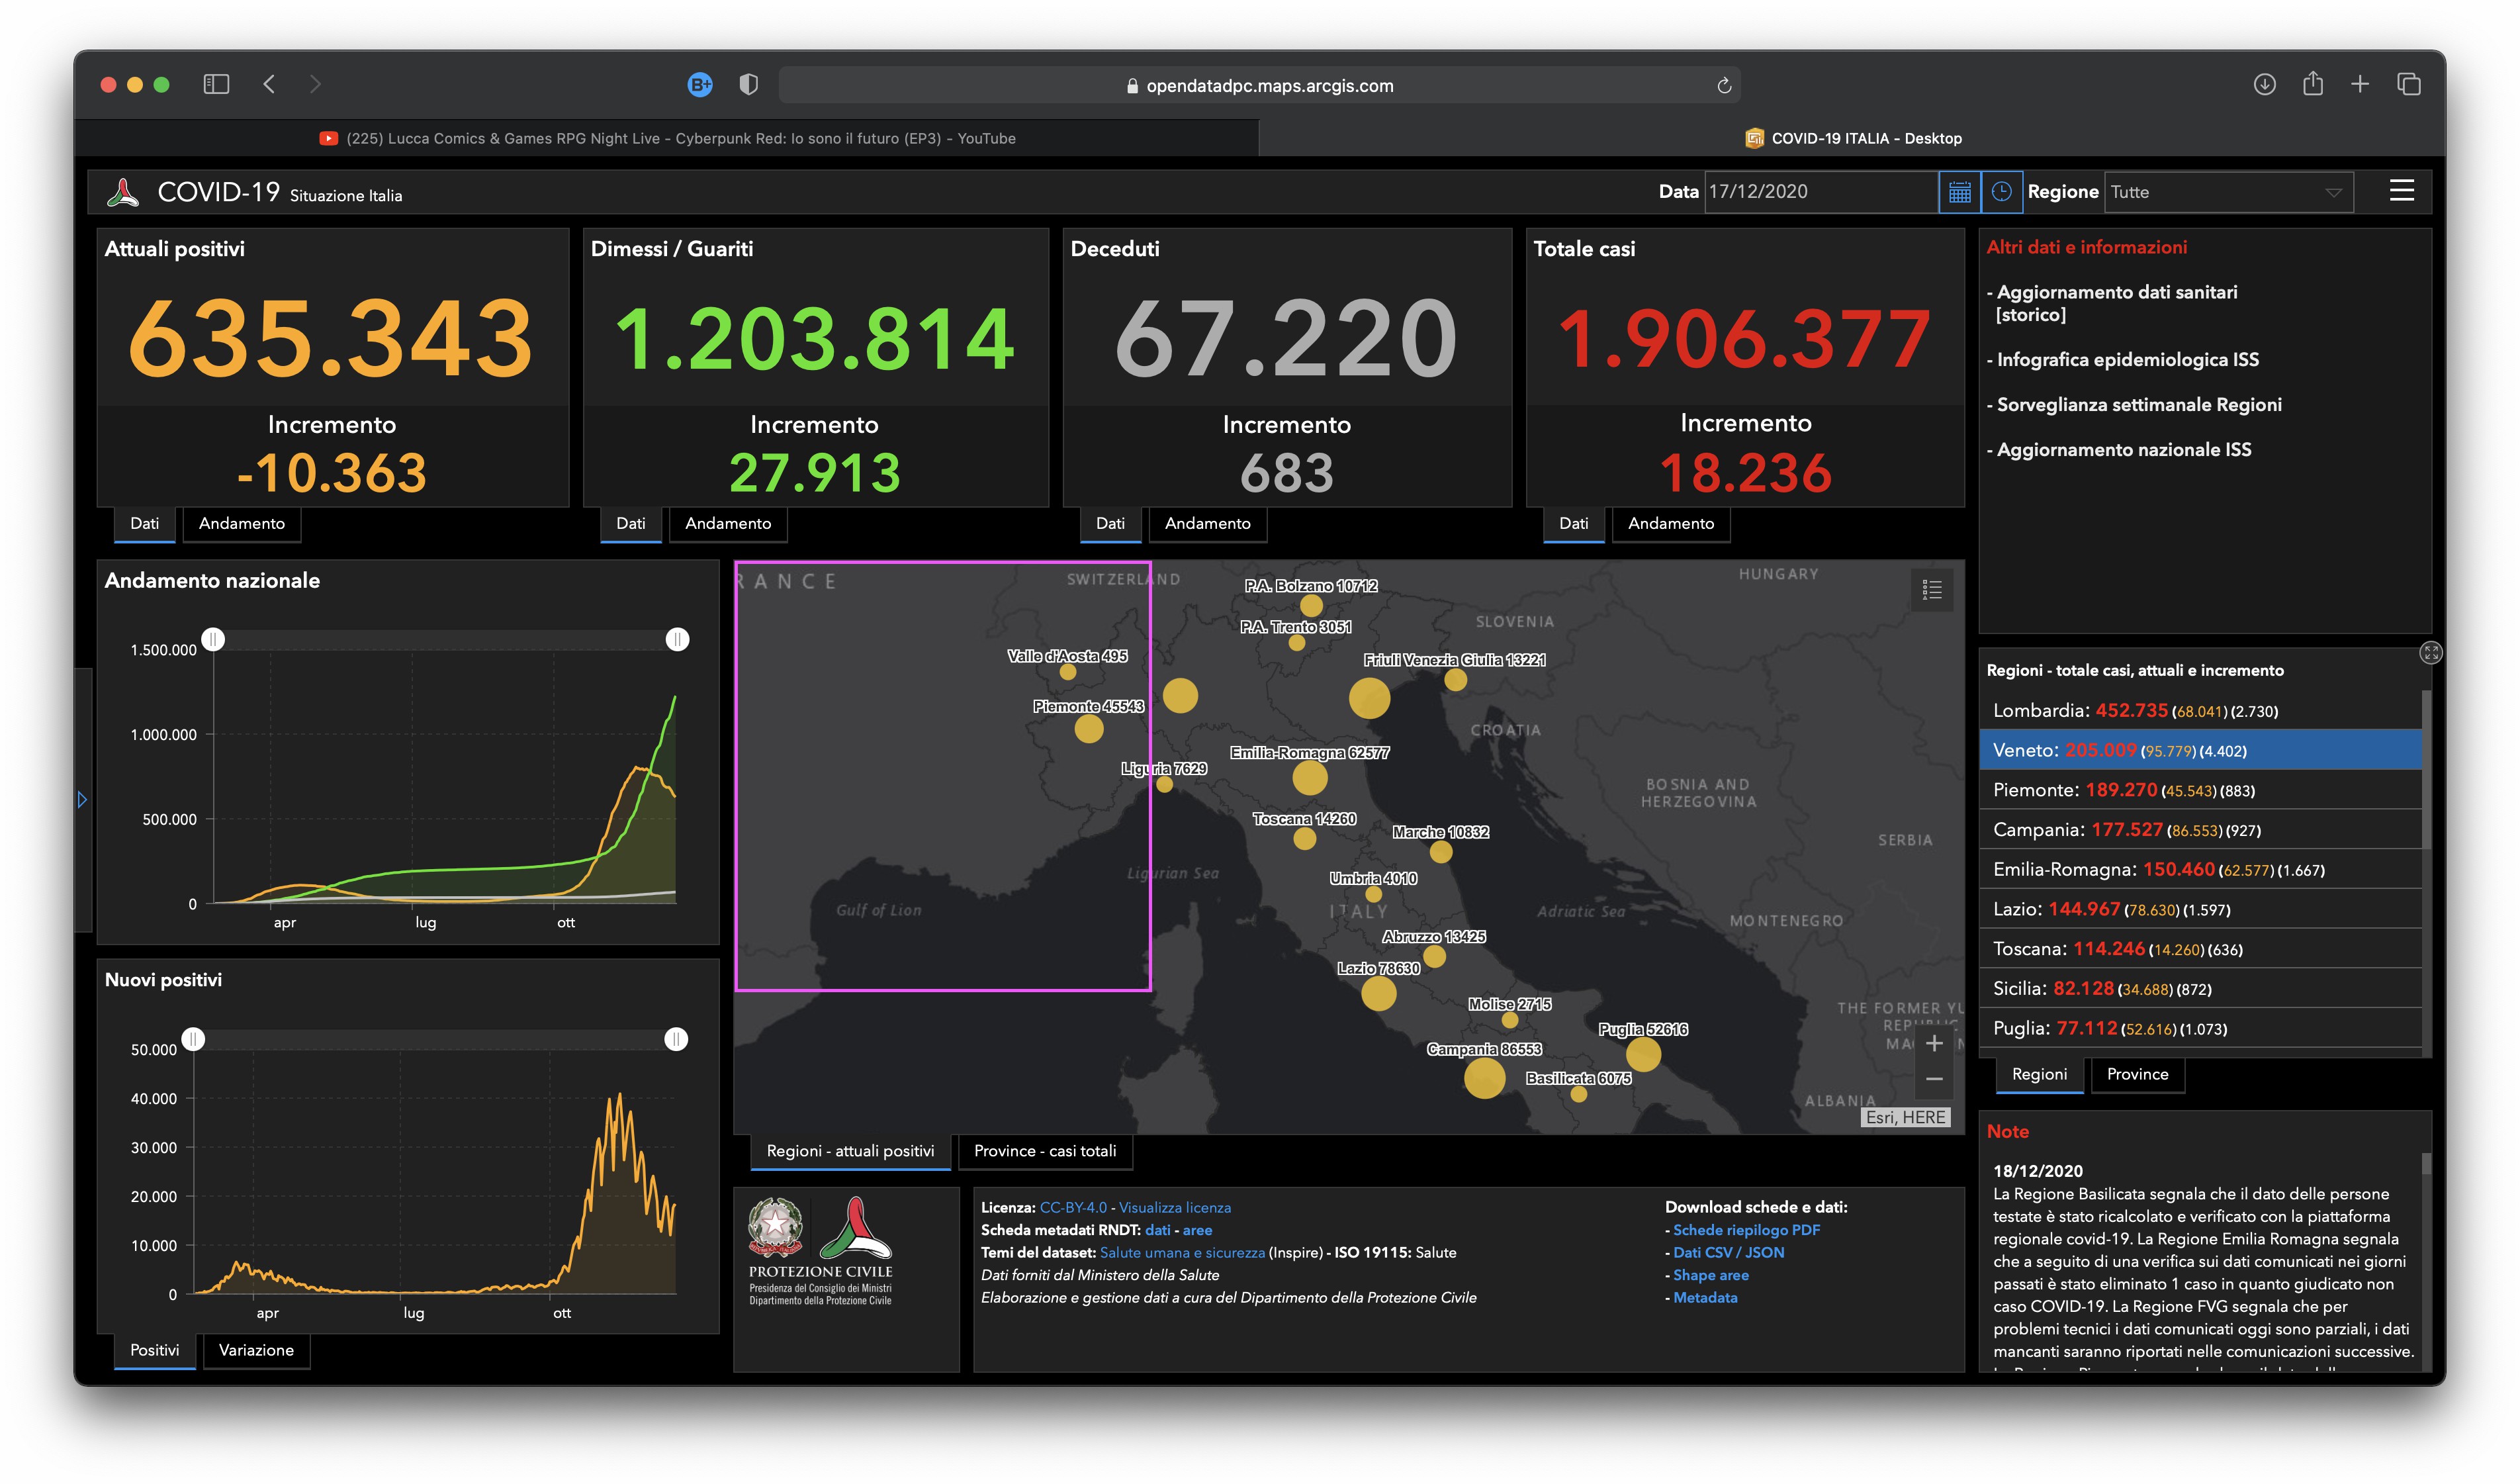 opendatadpc.maps.arcgis.com
(225) Lucca Comics & Games RPG Night Live - Cyberpunk Red: Io sono il futuro (EP3) - YouTube
COVID-19 ITALIA - Desktop
COVID-19 Situazione Italia
Data 17/12/2020
Regione Tutte
Attuali positivi
635.343
Incremento
-10.363
Dati
Andamento
Dimessi / Guariti
1.203.814
Incremento
27.913
Dati
Andamento
Deceduti
67.220
Incremento
683
Dati
Andamento
Totale casi
1.906.377
Incremento
18.236
Dati
Andamento
Altri dati e informazioni
- Aggiornamento dati sanitari
[storico]
- Infografica epidemiologica ISS
- Sorveglianza settimanale Regioni
- Aggiornamento nazionale ISS
Andamento nazionale
1.500.000
1.000.000
500.000
0
apr
lug
ott
Nuovi positivi
50.000
40.000
30.000
20.000
10.000
0
apr
lug
ott
Positivi
Variazione
RANCE
SWITZERLAND
HUNGARY
P.A. Bolzano 10712
SLOVENIA
P.A. Trento 3051
Valle d'Aosta 495
Friuli Venezia Giulia 13221
Piemonte 45543
CROATIA
Emilia-Romagna 62577
Liguria 7629
BOSNIA AND
HERZEGOVINA
Toscana 14260
Marche 10832
SERBIA
Ligurian Sea
Umbria 4010
Gulf of Lion
ITALY
Adriatic Sea
MONTENEGRO
Abruzzo 13425
Lazio 78630
Molise 2715
THE FORMER YU
Puglia 52616
Campania 86553
Basilicata 6075
ALBANIA
Esri, HERE
Regioni - attuali positivi
Province - casi totali
Regioni - totale casi, attuali e incremento
Lombardia: 452.735 (68.041) (2.730)
Veneto: 205.009 (95.779) (4.402)
Piemonte: 189.270 (45.543) (883)
Campania: 177.527 (86.553) (927)
Emilia-Romagna: 150.460 (62.577) (1.667)
Lazio: 144.967 (78.630) (1.597)
Toscana: 114.246 (14.260) (636)
Sicilia: 82.128 (34.688) (872)
Puglia: 77.112 (52.616) (1.073)
Regioni
Province
PROTEZIONE CIVILE
Presidenza del Consiglio dei Ministri
Dipartimento della Protezione Civile
Licenza: CC-BY-4.0 - Visualizza licenza
Scheda metadati RNDT: dati - aree
Temi del dataset: Salute umana e sicurezza (Inspire) - ISO 19115: Salute
Dati forniti dal Ministero della Salute
Elaborazione e gestione dati a cura del Dipartimento della Protezione Civile
Download schede e dati:
- Schede riepilogo PDF
- Dati CSV / JSON
- Shape aree
- Metadata
Note
18/12/2020
La Regione Basilicata segnala che il dato delle persone
testate è stato ricalcolato e verificato con la piattaforma
regionale covid-19. La Regione Emilia Romagna segnala
che a seguito di una verifica sui dati comunicati nei giorni
passati è stato eliminato 1 caso in quanto giudicato non
caso COVID-19. La Regione FVG segnala che per
problemi tecnici i dati comunicati oggi sono parziali, i dati
mancanti saranno riportati nelle comunicazioni successive.